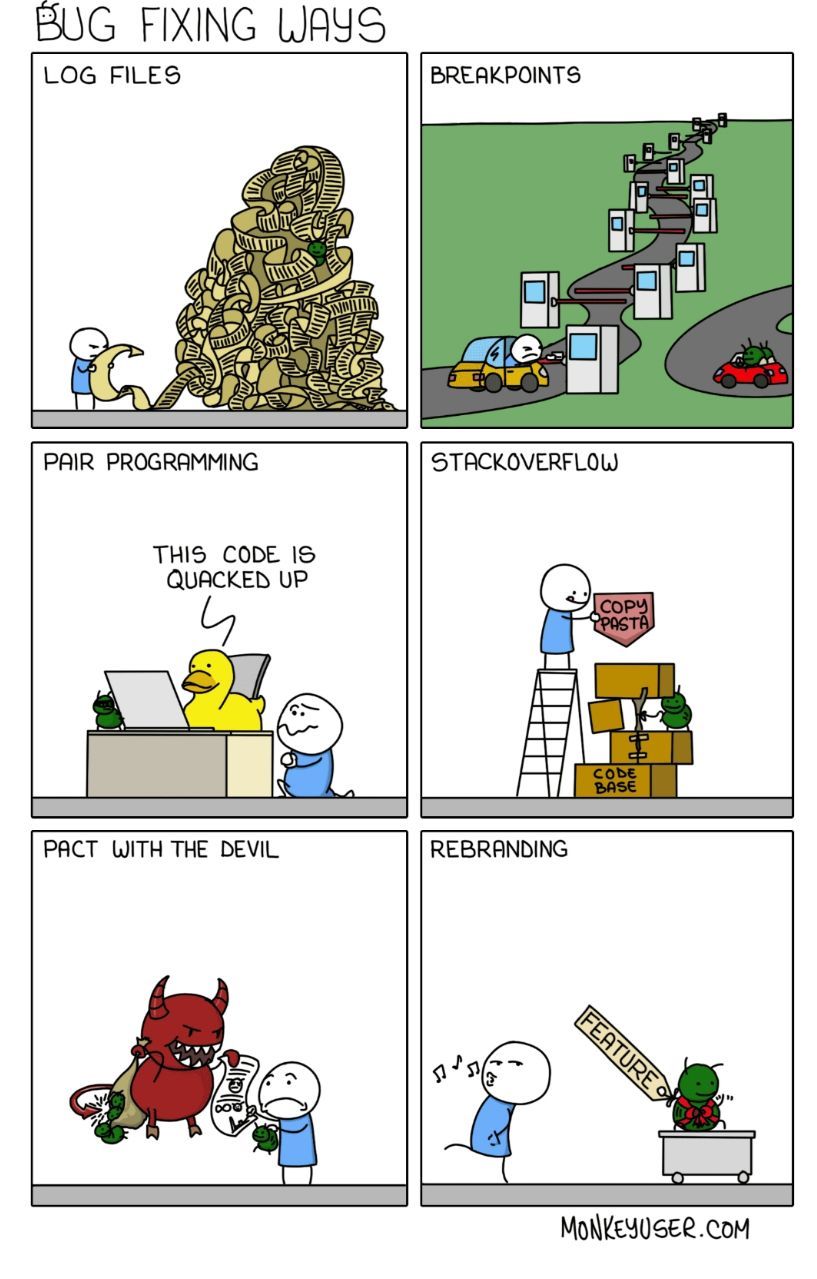 BUG FIXING WAYS
LOG FILES
BREAKPOINTS
PAIR PROGRAMMING
THIS CODE IS
QUACKED UP
STACKOVERFLOW
COPY
PASTA
CODE
BASE
PACT WITH THE DEVIL
REBRANDING
FEATURE
MONKEYUSER.COM